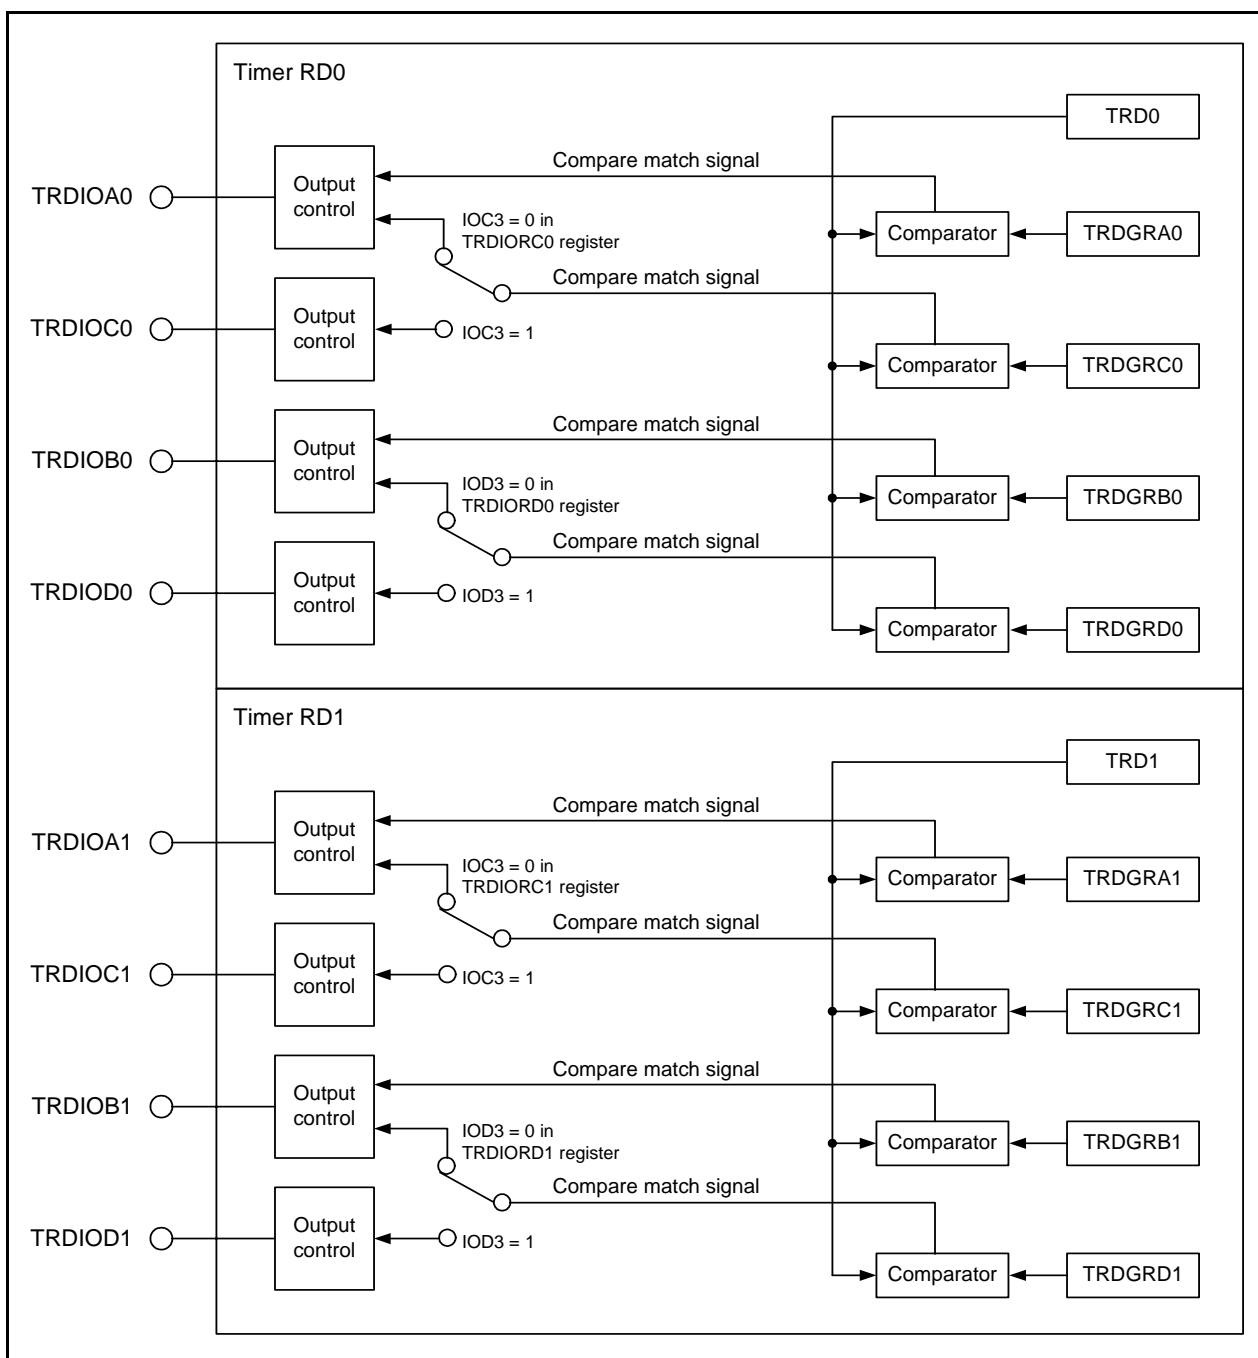 Timer RD0
TRD0
Compare match signal
TRDIOA0
Output
control
IOC3 = 0 in
TRDIORC0 register
Comparator
TRDGRA0
Compare match signal
TRDIOC0
Output
control
IOC3 = 1
Comparator
TRDGRC0
Compare match signal
TRDIOB0
Output
control
IOD3 = 0 in
TRDIORD0 register
Comparator
TRDGRB0
Compare match signal
TRDIOD0
Output
control
IOD3 = 1
Comparator
TRDGRD0
Timer RD1
TRD1
Compare match signal
TRDIOA1
Output
control
IOC3 = 0 in
TRDIORC1 register
Comparator
TRDGRA1
Compare match signal
TRDIOC1
Output
control
IOC3 = 1
Comparator
TRDGRC1
Compare match signal
TRDIOB1
Output
control
IOD3 = 0 in
TRDIORD1 register
Comparator
TRDGRB1
Compare match signal
TRDIOD1
Output
control
IOD3 = 1
Comparator
TRDGRD1